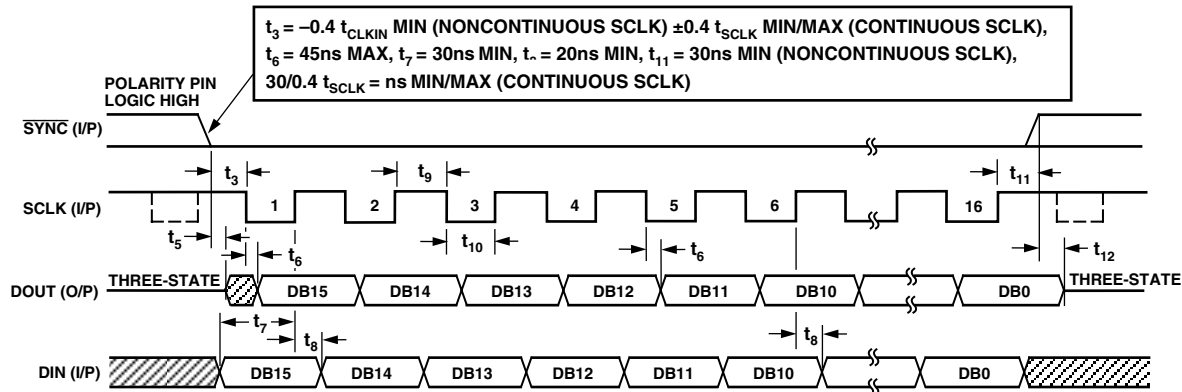 t3 = –0.4 tCLKIN MIN (NONCONTINUOUS SCLK) ±0.4 tSCLK MIN/MAX (CONTINUOUS SCLK),
t6 = 45ns MAX, t7 = 30ns MIN, = 20ns MIN, t11 = 30ns MIN (NONCONTINUOUS SCLK),
30/0.4 tSCLK = ns MIN/MAX (CONTINUOUS SCLK)
POLARITY PIN
LOGIC HIGH
SYNC (I/P)
t3
t9
t11
SCLK (I/P)
1
2
3
4
5
6
16
t5
t6
t10
t6
t12
DOUT (O/P)
THREE-STATE
DB15
DB14
DB13
DB12
DB11
DB10
DB0
THREE-STATE
t7
t8
t8
DIN (I/P)
DB15
DB14
DB13
DB12
DB11
DB10
DB0